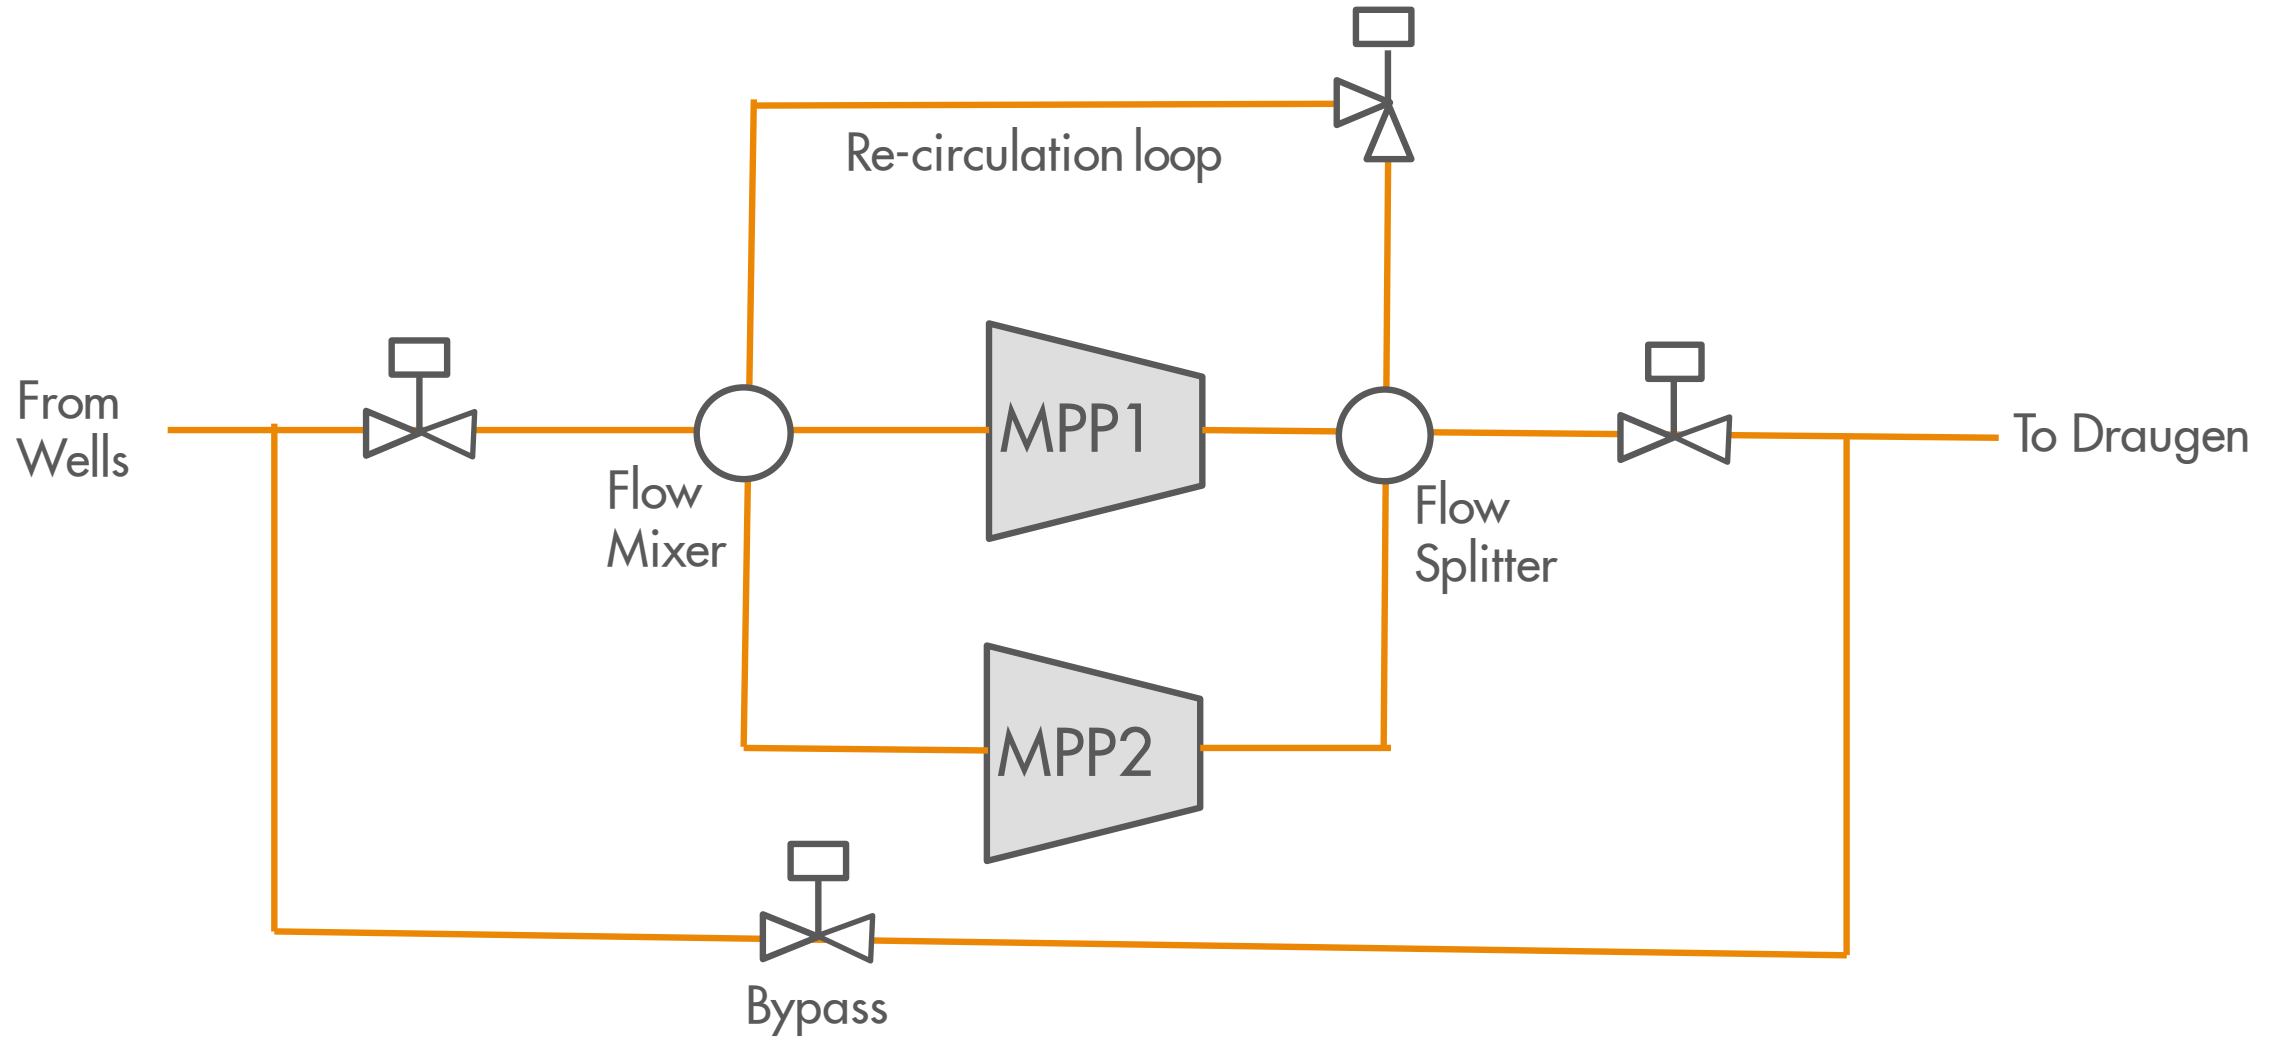 Re-circulation loop
From
Wells
MPP1
To Draugen
Flow
Mixer
Flow
Splitter
MPP2
Bypass